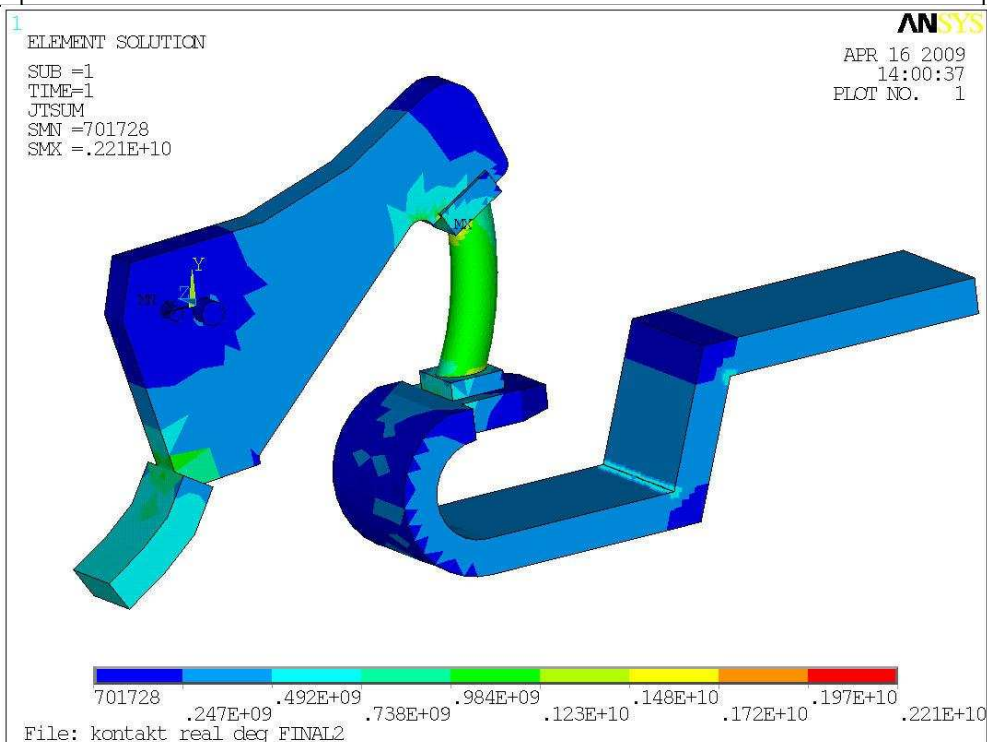 1
ANSYS
ELEMENT SOLUTION
APR 16 2009
SUB =1
14:00:37
TIME=1
PLOT NO. 1
JTSUM
SMN =701728
SMX =.221E+10
MX
Y
Z
701728 .492E+09 .984E+09 .148E+10 .197E+10
.247E+09 .738E+09 .123E+10 .172E+10 .221E+10
File: kontakt real deg FINAL2